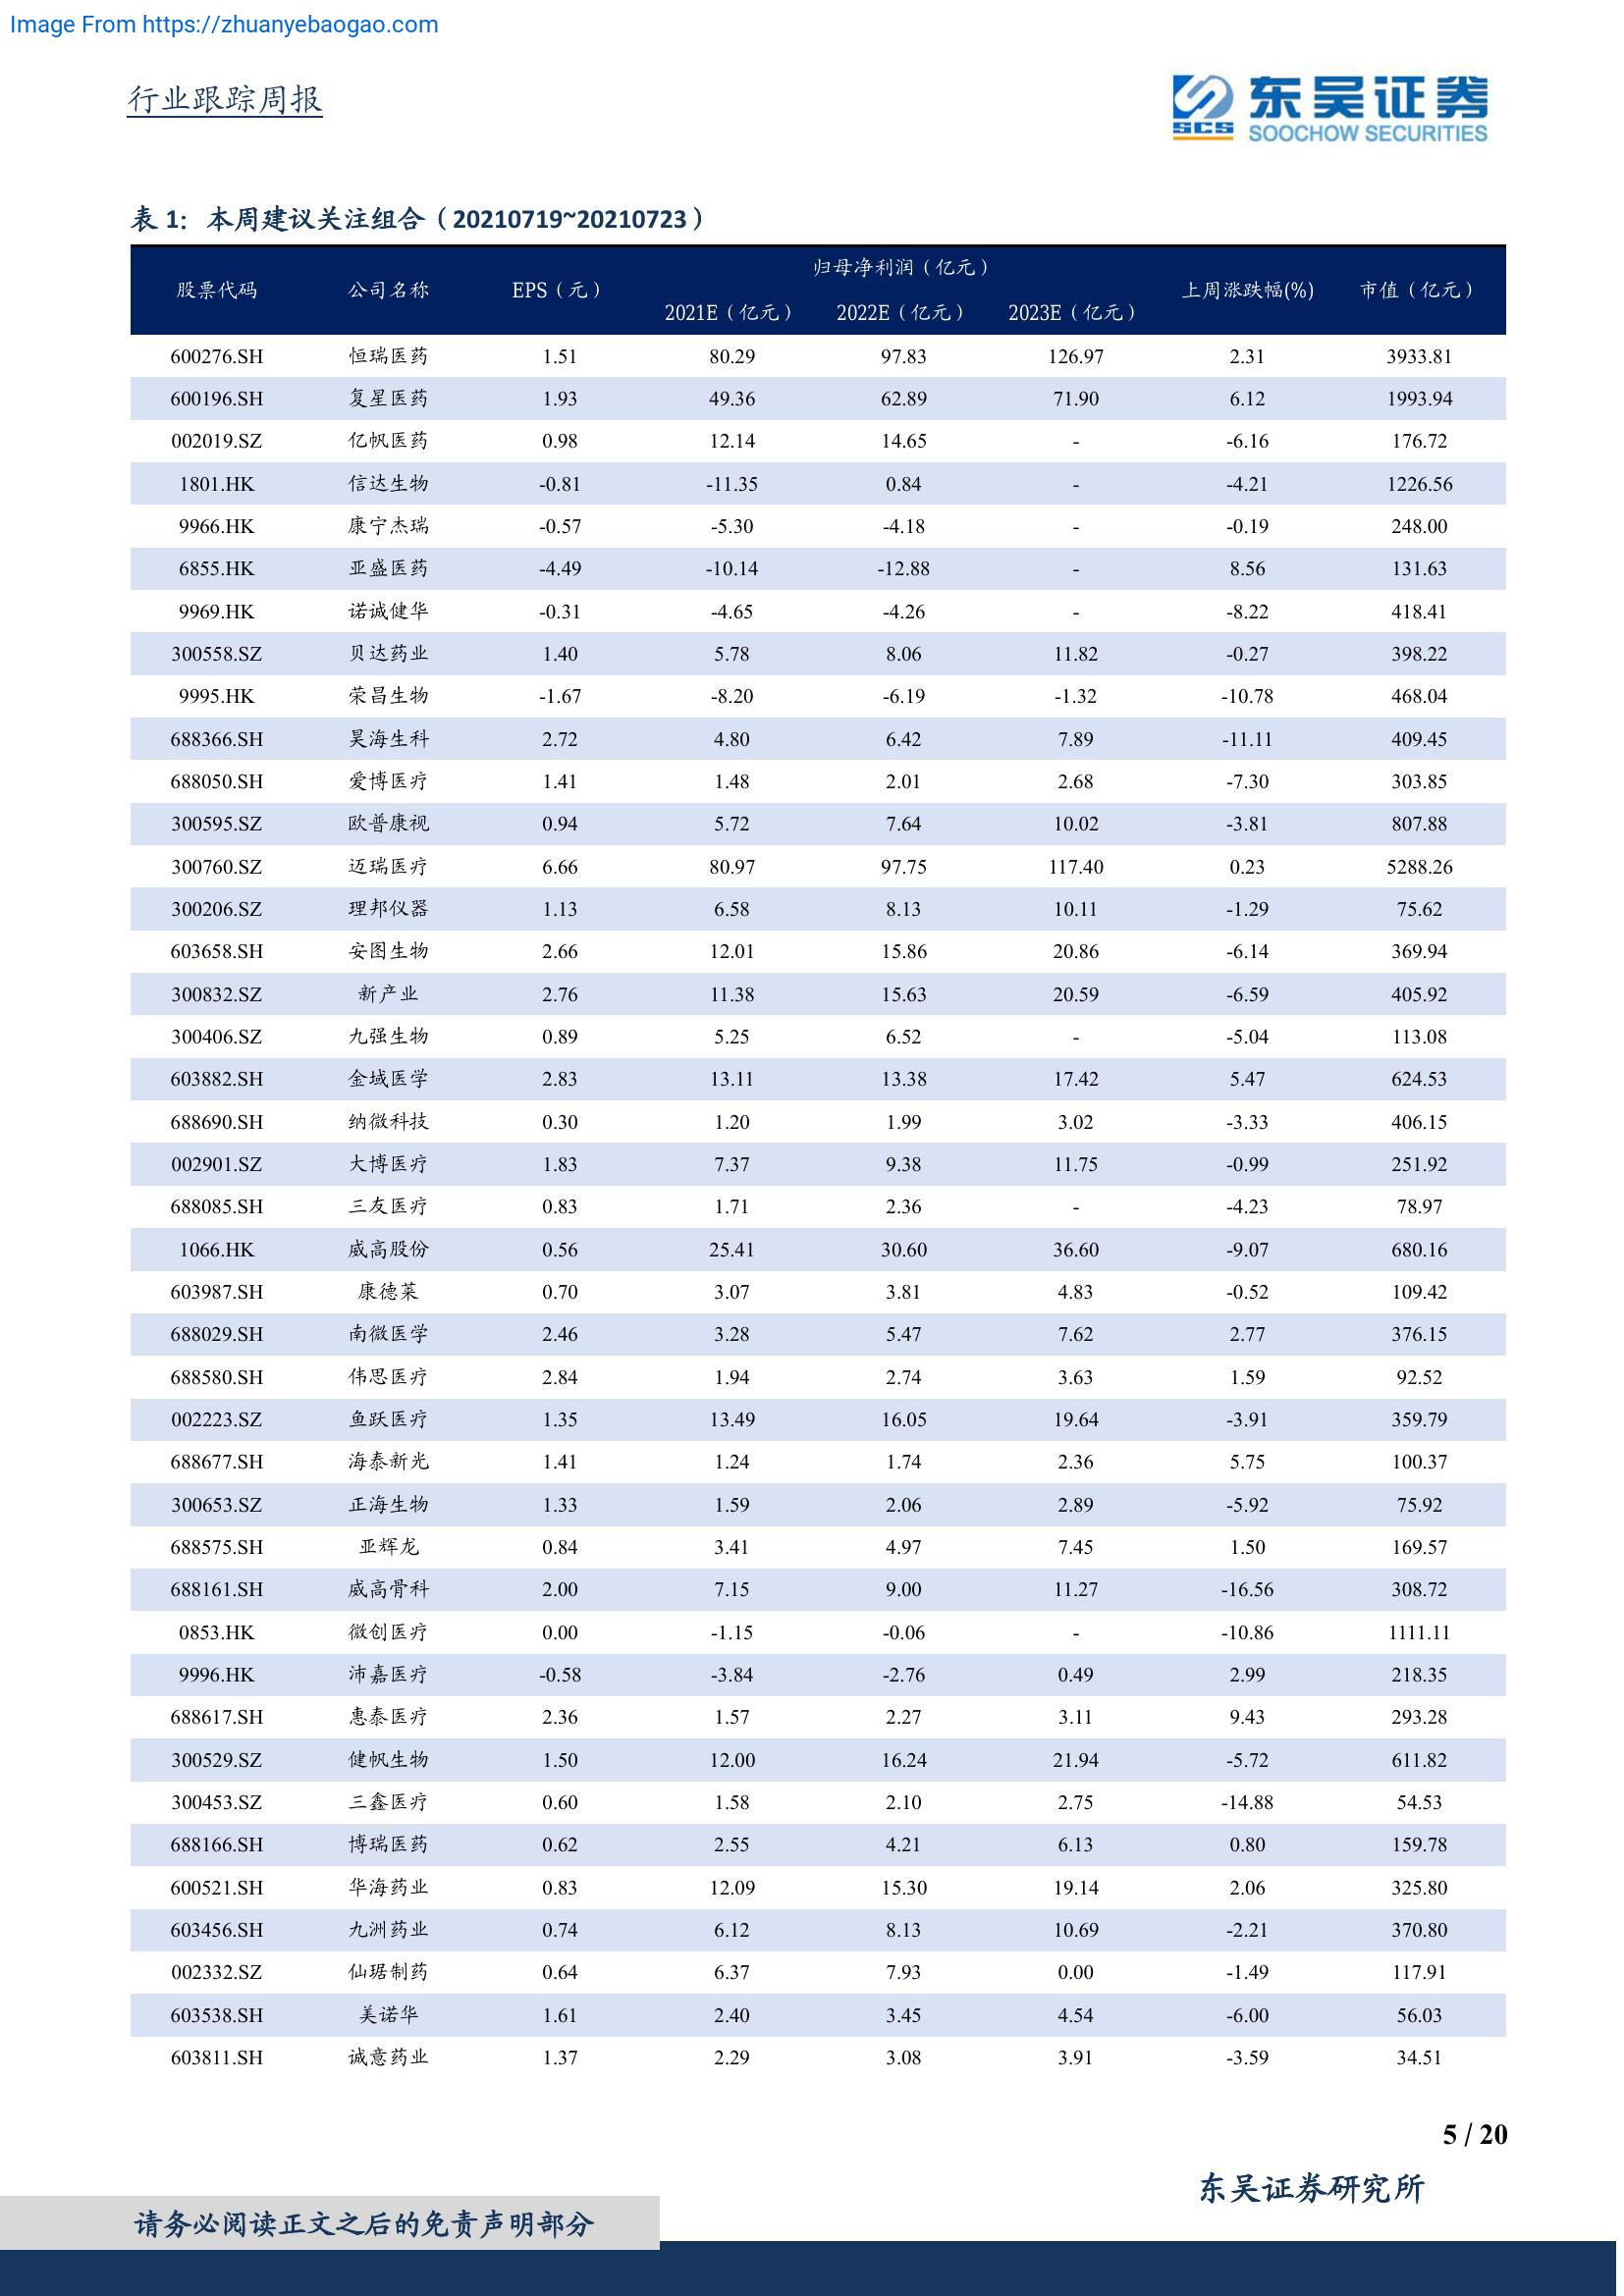 Image From https://zhuanyebaogao.com
行业跟踪周报
SCS 东吴证券
SOOCHOW SECURITIES
表 1：本周建议关注组合（20210719~20210723）
股票代码 公司名称 EPS（元） 归母净利润（亿元） 上周涨跌幅(%) 市值（亿元）
2021E（亿元） 2022E（亿元） 2023E（亿元）
600276.SH 恒瑞医药 1.51 80.29 97.83 126.97 2.31 3933.81
600196.SH 复星医药 1.93 49.36 62.89 71.90 6.12 1993.94
002019.SZ 亿帆医药 0.98 12.14 14.65 - -6.16 176.72
1801.HK 信达生物 -0.81 -11.35 0.84 - -4.21 1226.56
9966.HK 康宁杰瑞 -0.57 -5.30 -4.18 - -0.19 248.00
6855.HK 亚盛医药 -4.49 -10.14 -12.88 - 8.56 131.63
9969.HK 诺诚健华 -0.31 -4.65 -4.26 - -8.22 418.41
300558.SZ 贝达药业 1.40 5.78 8.06 11.82 -0.27 398.22
9995.HK 荣昌生物 -1.67 -8.20 -6.19 -1.32 -10.78 468.04
688366.SH 昊海生科 2.72 4.80 6.42 7.89 -11.11 409.45
688050.SH 爱博医疗 1.41 1.48 2.01 2.68 -7.30 303.85
300595.SZ 欧普康视 0.94 5.72 7.64 10.02 -3.81 807.88
300760.SZ 迈瑞医疗 6.66 80.97 97.75 117.40 0.23 5288.26
300206.SZ 理邦仪器 1.13 6.58 8.13 10.11 -1.29 75.62
603658.SH 安图生物 2.66 12.01 15.86 20.86 -6.14 369.94
300832.SZ 新产业 2.76 11.38 15.63 20.59 -6.59 405.92
300406.SZ 九强生物 0.89 5.25 6.52 - -5.04 113.08
603882.SH 金域医学 2.83 13.11 13.38 17.42 5.47 624.53
688690.SH 纳微科技 0.30 1.20 1.99 3.02 -3.33 406.15
002901.SZ 大博医疗 1.83 7.37 9.38 11.75 -0.99 251.92
688085.SH 三友医疗 0.83 1.71 2.36 - -4.23 78.97
1066.HK 威高股份 0.56 25.41 30.60 36.60 -9.07 680.16
603987.SH 康德莱 0.70 3.07 3.81 4.83 -0.52 109.42
688029.SH 南微医学 2.46 3.28 5.47 7.62 2.77 376.15
688580.SH 伟思医疗 2.84 1.94 2.74 3.63 1.59 92.52
002223.SZ 鱼跃医疗 1.35 13.49 16.05 19.64 -3.91 359.79
688677.SH 海泰新光 1.41 1.24 1.74 2.36 5.75 100.37
300653.SZ 正海生物 1.33 1.59 2.06 2.89 -5.92 75.92
688575.SH 亚辉龙 0.84 3.41 4.97 7.45 1.50 169.57
688161.SH 威高骨科 2.00 7.15 9.00 11.27 -16.56 308.72
0853.HK 微创医疗 0.00 -1.15 -0.06 - -10.86 1111.11
9996.HK 沛嘉医疗 -0.58 -3.84 -2.76 0.49 2.99 218.35
688617.SH 惠泰医疗 2.36 1.57 2.27 3.11 9.43 293.28
300529.SZ 健帆生物 1.50 12.00 16.24 21.94 -5.72 611.82
300453.SZ 三鑫医疗 0.60 1.58 2.10 2.75 -14.88 54.53
688166.SH 博瑞医药 0.62 2.55 4.21 6.13 0.80 159.78
600521.SH 华海药业 0.83 12.09 15.30 19.14 2.06 325.80
603456.SH 九洲药业 0.74 6.12 8.13 10.69 -2.21 370.80
002332.SZ 仙琚制药 0.64 6.37 7.93 0.00 -1.49 117.91
603538.SH 美诺华 1.61 2.40 3.45 4.54 -6.00 56.03
603811.SH 诚意药业 1.37 2.29 3.08 3.91 -3.59 34.51
5 / 20
东吴证券研究所
请务必阅读正文之后的免责声明部分